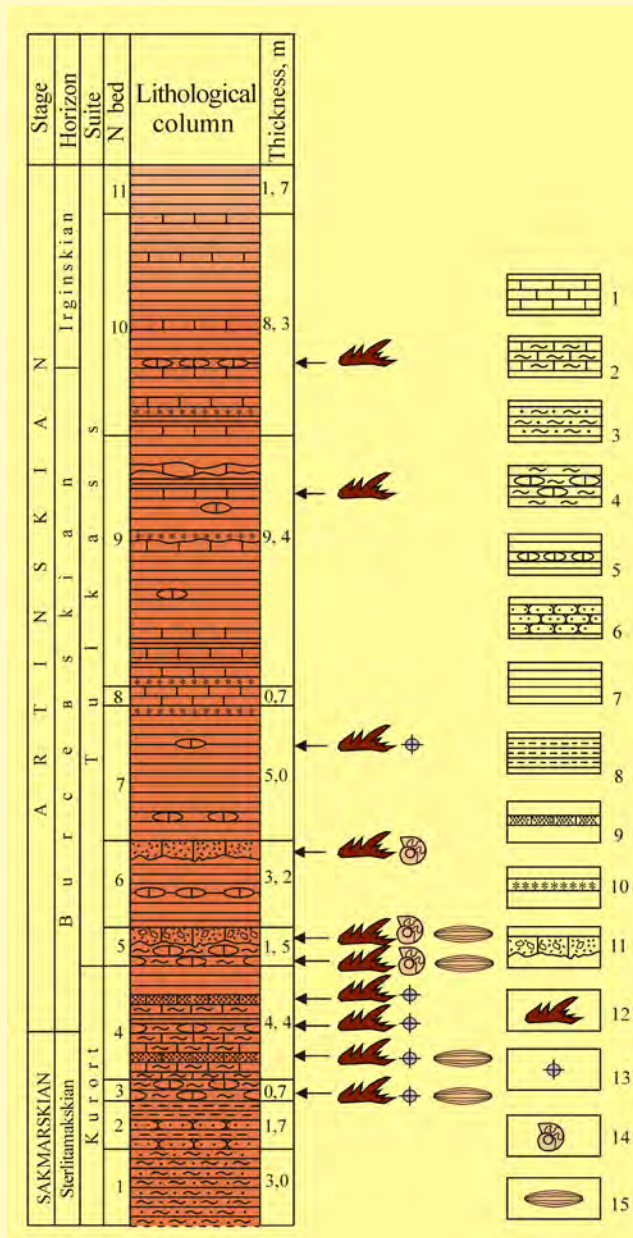 Stage
Horizon
Suite
N bed
Lithological
column
Thickness, m
ARTINSKIAN
SAKMARSKIAN
Irginskian
Burcевskian
Sterlitamakskian
Tulkass
Kurort
11
1, 7
10
8, 3
9
9, 4
8
0,7
7
5,0
6
3, 2
5
1, 5
4
4, 4
3
0,7
2
1,7
1
3,0
1
2
3
4
5
6
7
8
9
10
11
12
13
14
15